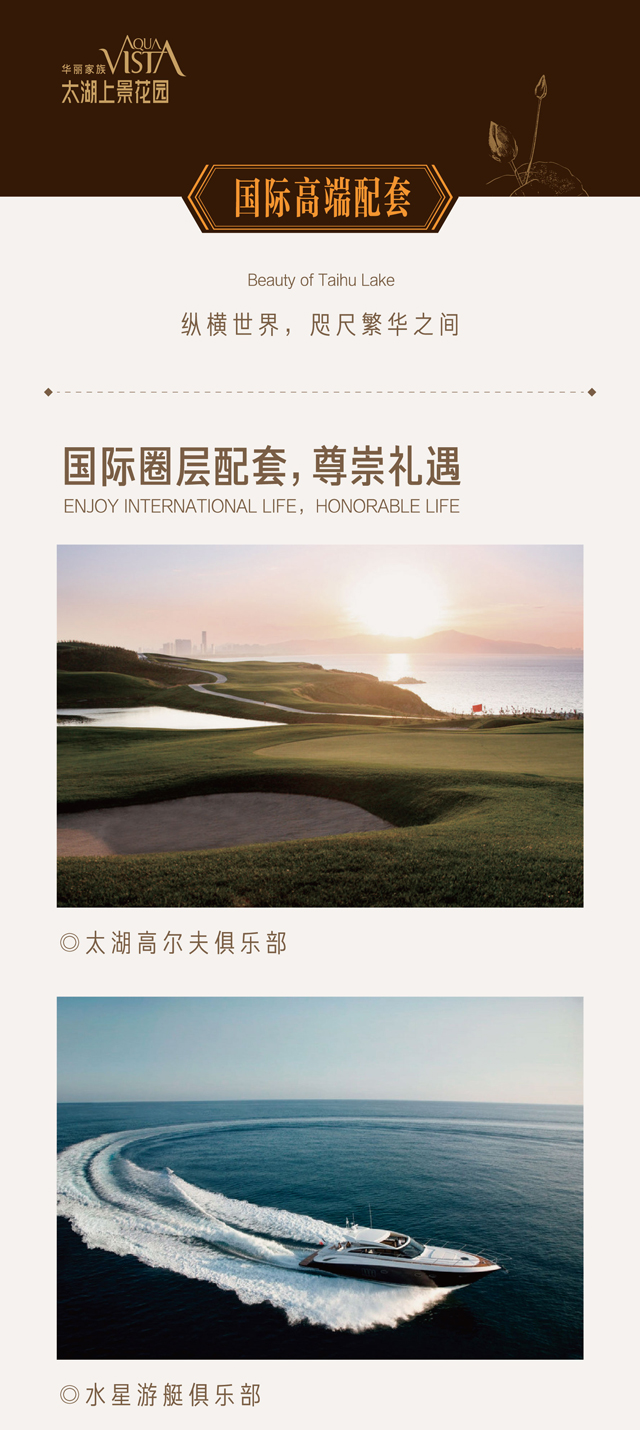 AQUA
华丽家族 VISTA
太湖上景花园
国际高端配套
Beauty of Taihu Lake
纵横世界，咫尺繁华之间
国际圈层配套，尊崇礼遇
ENJOY INTERNATIONAL LIFE，HONORABLE LIFE
◎太湖高尔夫俱乐部
◎水星游艇俱乐部